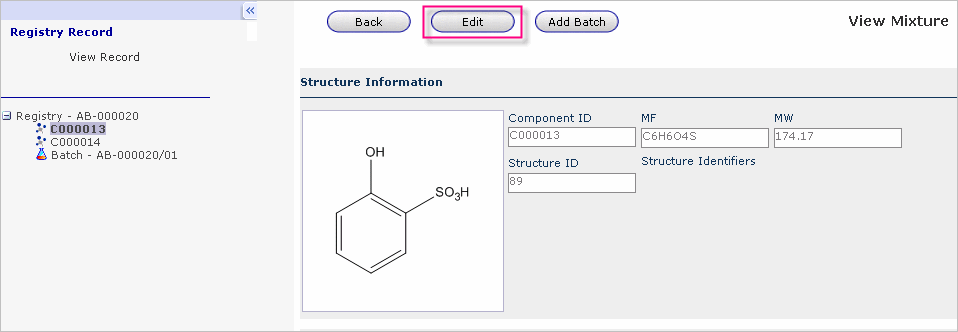 «
Registry Record
View Record
Registry - AB-000020
C000013
C000014
Batch - AB-000020/01
Back Edit Add Batch View Mixture
Structure Information
OH
SO3H
Component ID MF MW
C000013 C6H6O4S 174.17
Structure ID Structure Identifiers
89